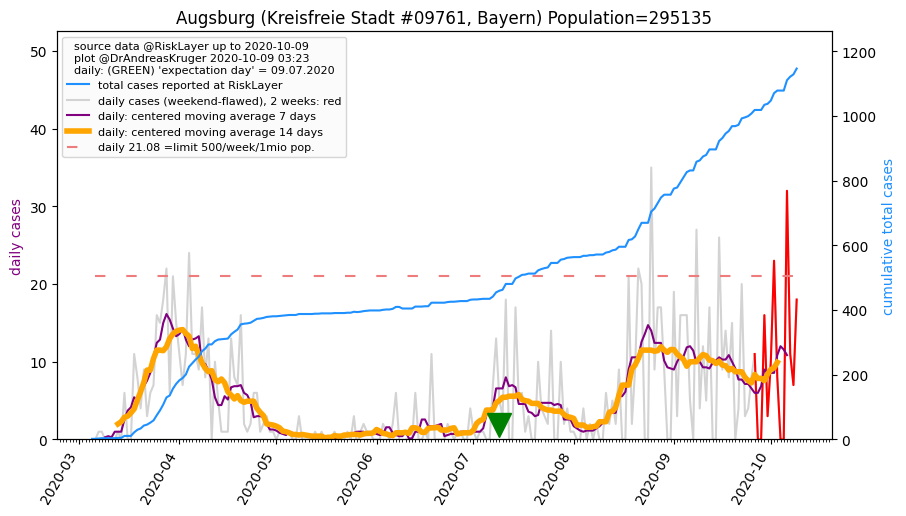 Augsburg (Kreisfreie Stadt #09761, Bayern) Population=295135
source data @RiskLayer up to 2020-10-09
plot @DrAndreasKruger 2020-10-09 03:23
daily: (GREEN) 'expectation day' = 09.07.2020
total cases reported at RiskLayer
daily cases (weekend-flawed), 2 weeks: red
daily: centered moving average 7 days
daily: centered moving average 14 days
daily 21.08 =limit 500/week/1mio pop.
daily cases
50
40
30
20
10
0
cumulative total cases
1200
1000
800
600
400
200
0
2020-03
2020-04
2020-05
2020-06
2020-07
2020-08
2020-09
2020-10